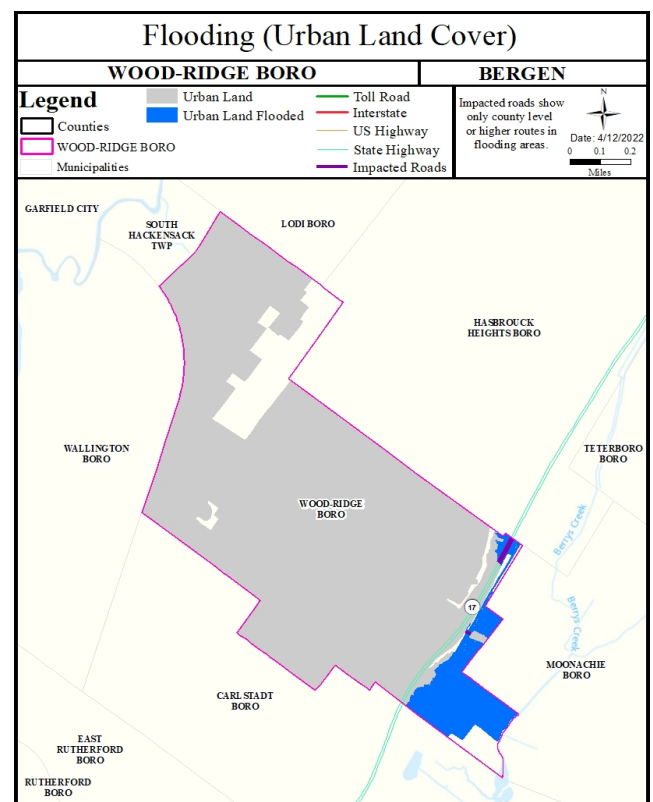 Flooding (Urban Land Cover)
WOOD-RIDGE BORO
BERGEN
Legend
Counties
WOOD-RIDGE BORO
Municipalities
Urban Land
Urban Land Flooded
Toll Road
Interstate
US Highway
State Highway
Impacted Roads
Impacted roads show
only county level
or higher routes in
flooding areas.
N
Date: 4/12/2022
0 0.1 0.2
Miles
GARFIELD CITY
SOUTH
HACKENSACK
TWP
LODI BORO
HASBROUCK
HEIGHTS BORO
WALLINGTON
BORO
TETERBORO
BORO
WOOD-RIDGE
BORO
Berrys Creek
17
Berrys Creek
MOONACHIE
BORO
CARLSTADT
BORO
EAST
RUTHERFORD
BORO
RUTHERFORD
BORO